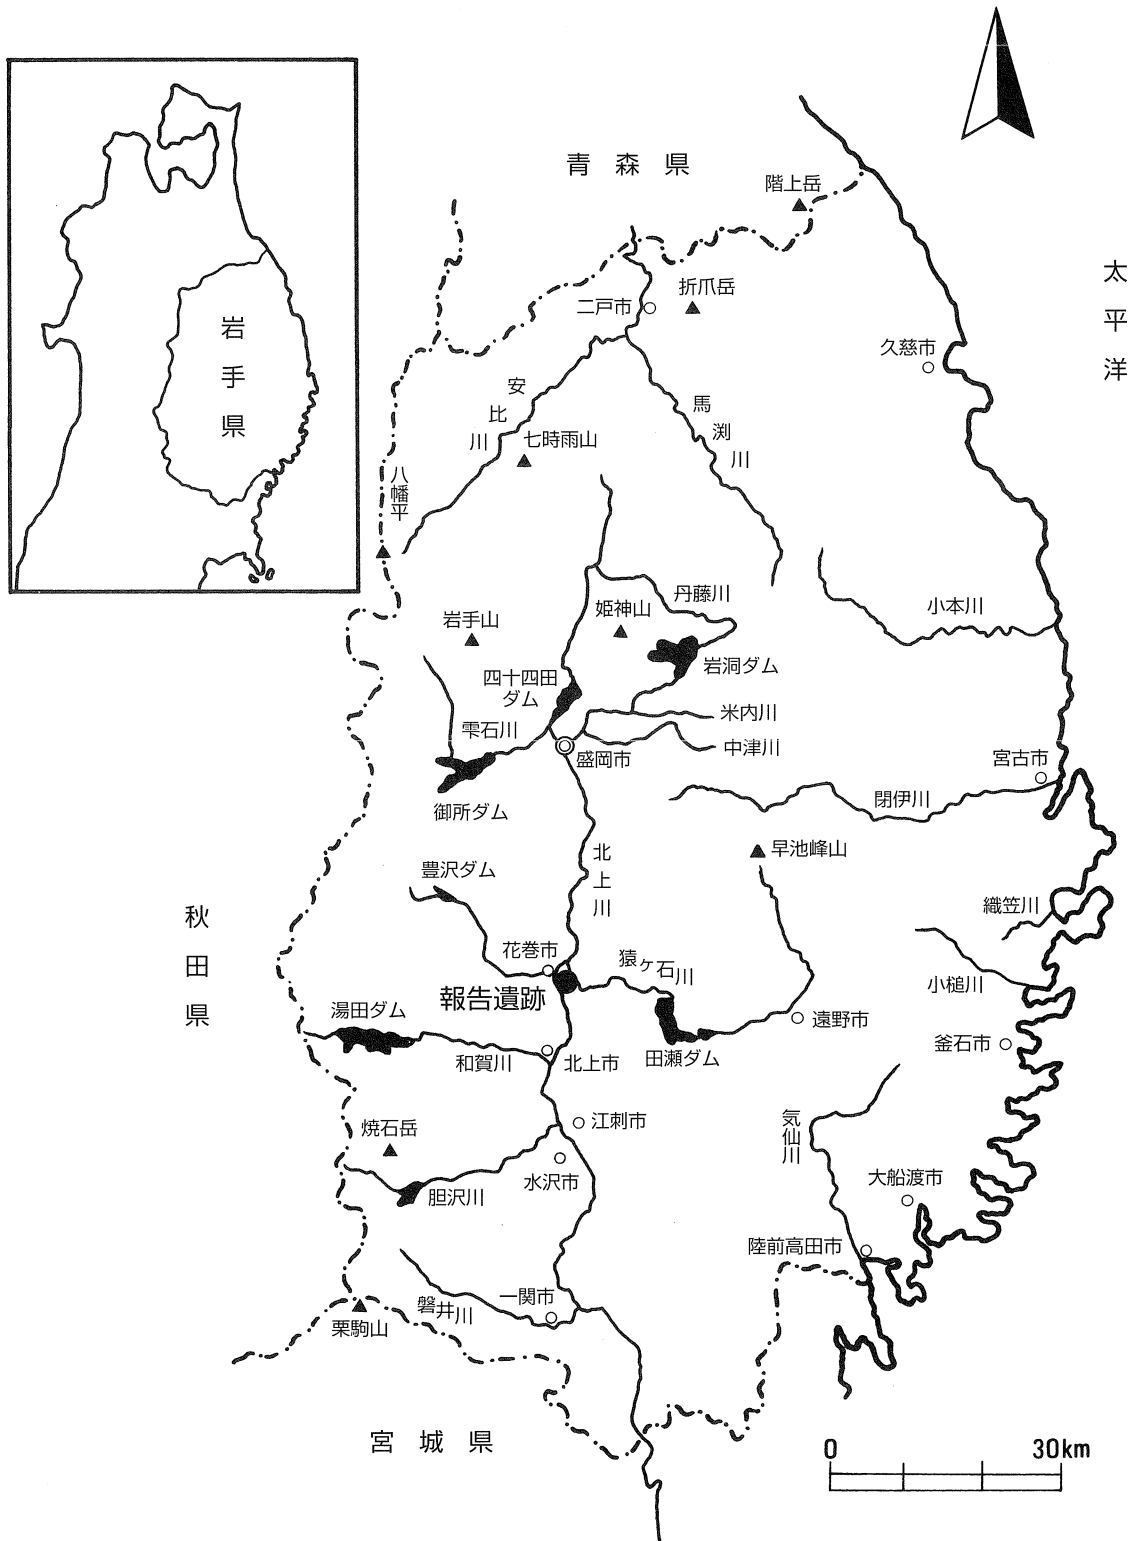 青森県
階上岳
太平洋
折爪岳
二戸市
久慈市
岩手県
安比川
馬渕川
七時雨山
八幡平
丹藤川
小本川
姫神山
岩手山
岩洞ダム
四十四田
ダム
米内川
雫石川
中津川
盛岡市
宮古市
閉伊川
御所ダム
早池峰山
北上川
豊沢ダム
織笠川
秋田県
花巻市
猿ヶ石川
小槌川
報告遺跡
湯田ダム
遠野市
釜石市
和賀川
北上市
田瀬ダム
江刺市
気仙川
焼石岳
大船渡市
水沢市
胆沢川
陸前高田市
一関市
磐井川
栗駒山
宮城県
0 30km